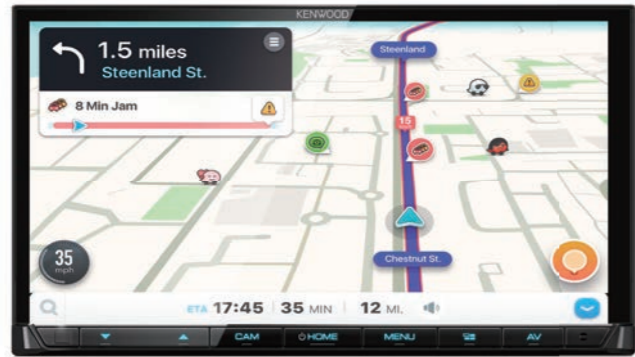 KENWOOD
1.5 miles
Steenland St.
8 Min Jam
Steenland
15
Chestnut St.
35
mph
ETA 17:45 35 MIN 12 MI.
CAM HOME MENU AV